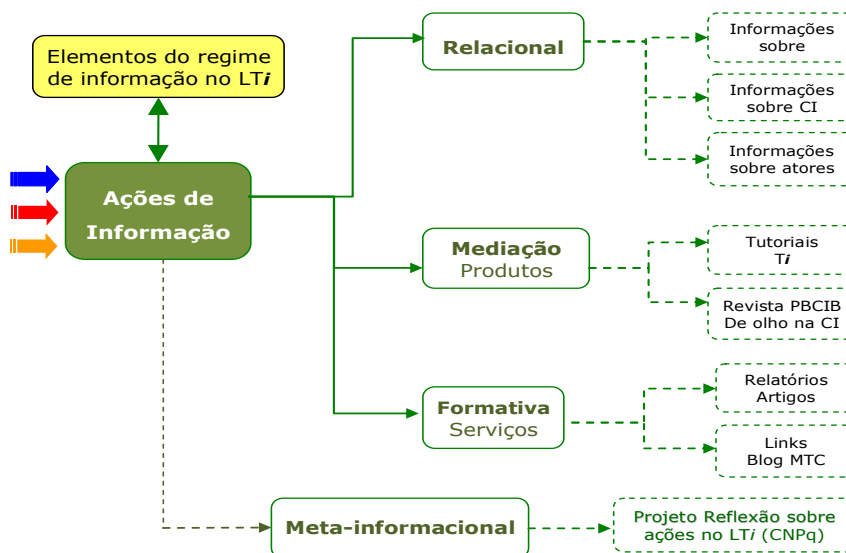 Elementos do regime
de informação no LTi
Ações de
Informação
Relacional
Informações
sobre
Informações
sobre CI
Informações
sobre atores
Mediação
Produtos
Tutoriais
Ti
Revista PBCIB
De olho na CI
Formativa
Serviços
Relatórios
Artigos
Links
Blog MTC
Meta-informacional
Projeto Reflexão sobre
ações no LTi (CNPq)